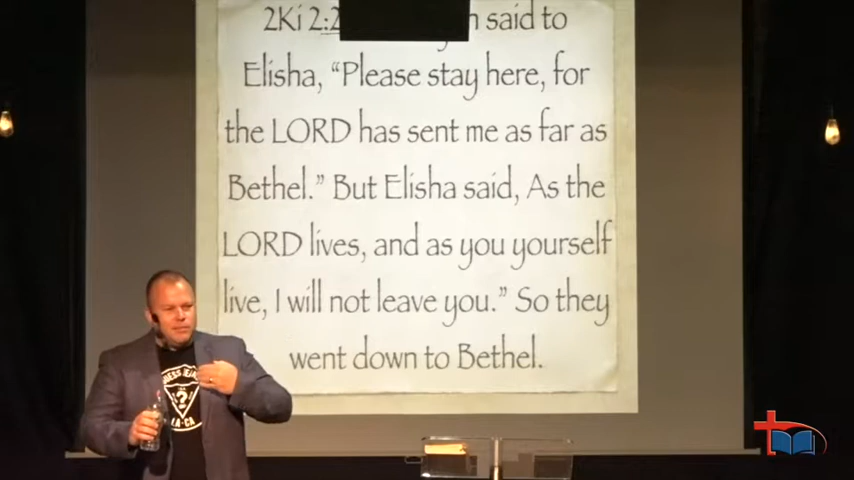 2Ki 2:2 said to
Elisha, “Please stay here, for
the LORD has sent me as far as
Bethel.” But Elisha said, As the
LORD lives, and as you yourself
live, I will not leave you.” So they
went down to Bethel.
?
LA-CA